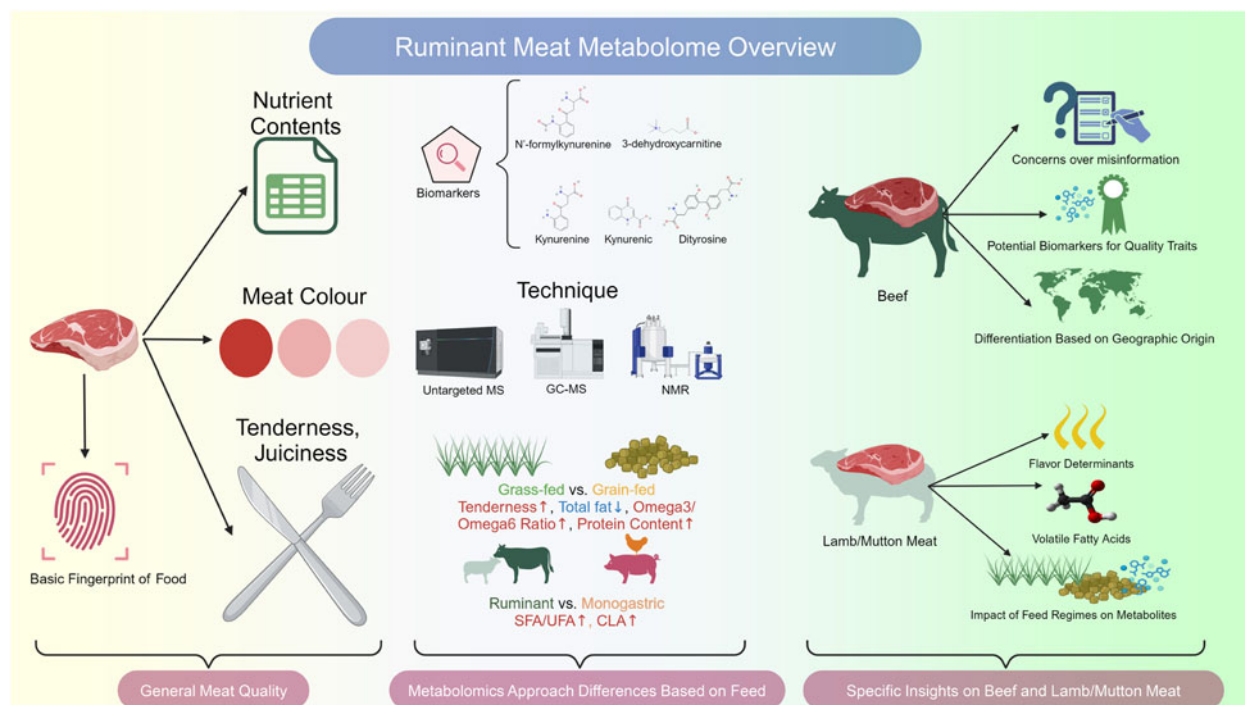 Ruminant Meat Metabolome Overview
Nutrient
Contents
Meat Colour
Tenderness,
Juiciness
Basic Fingerprint of Food
General Meat Quality
Biomarkers
N'-formylkynurenine
3-dehydroxycarnitine
Kynurenine
Kynurenic
Dityrosine
Technique
Untargeted MS
GC-MS
NMR
Grass-fed vs. Grain-fed
Tenderness↑, Total fat↓, Omega3/
Omega6 Ratio↑, Protein Content↑
Ruminant vs. Monogastric
SFA/UFA↑, CLA↑
Metabolomics Approach Differences Based on Feed
Beef
Concerns over misinformation
Potential Biomarkers for Quality Traits
Differentiation Based on Geographic Origin
Lamb/Mutton Meat
Flavor Determinants
Volatile Fatty Acids
Impact of Feed Regimes on Metabolites
Specific Insights on Beef and Lamb/Mutton Meat